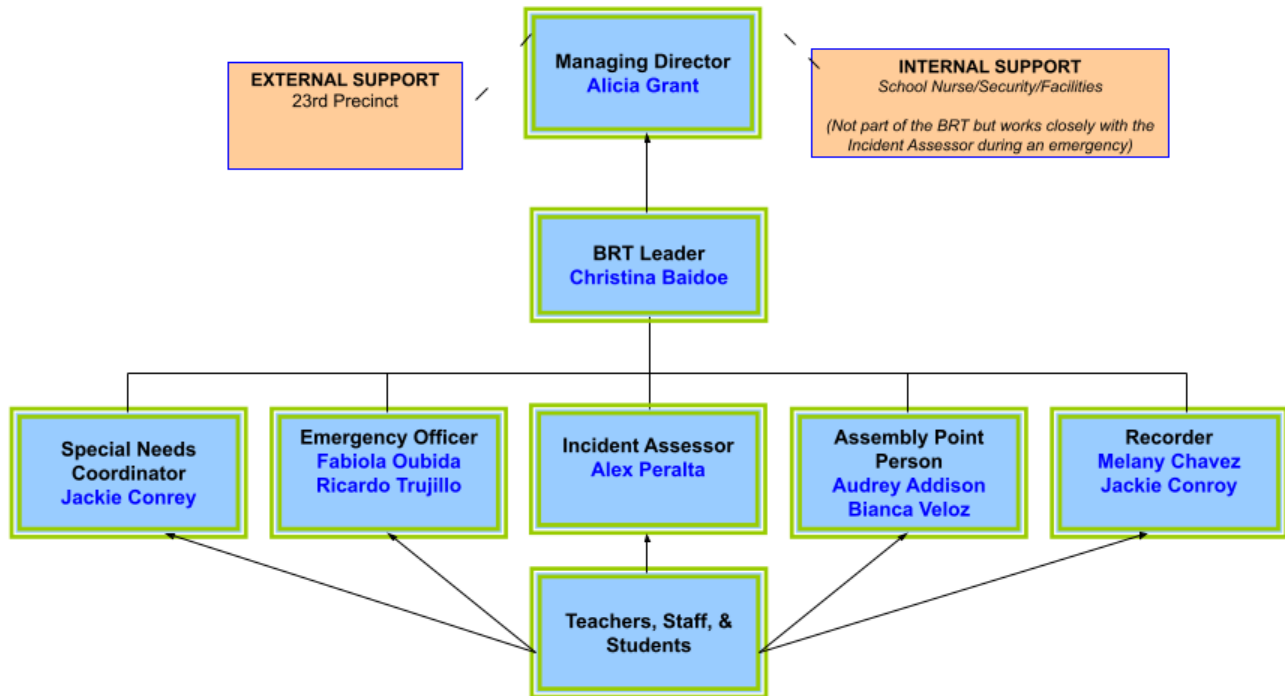 Managing Director
Alicia Grant
EXTERNAL SUPPORT
23rd Precinct
INTERNAL SUPPORT
School Nurse/Security/Facilities
(Not part of the BRT but works closely with the
Incident Assessor during an emergency)
BRT Leader
Christina Baidoe
Special Needs
Coordinator
Jackie Conrey
Emergency Officer
Fabiola Oubida
Ricardo Trujillo
Incident Assessor
Alex Peralta
Assembly Point
Person
Audrey Addison
Bianca Veloz
Recorder
Melany Chavez
Jackie Conroy
Teachers, Staff, &
Students